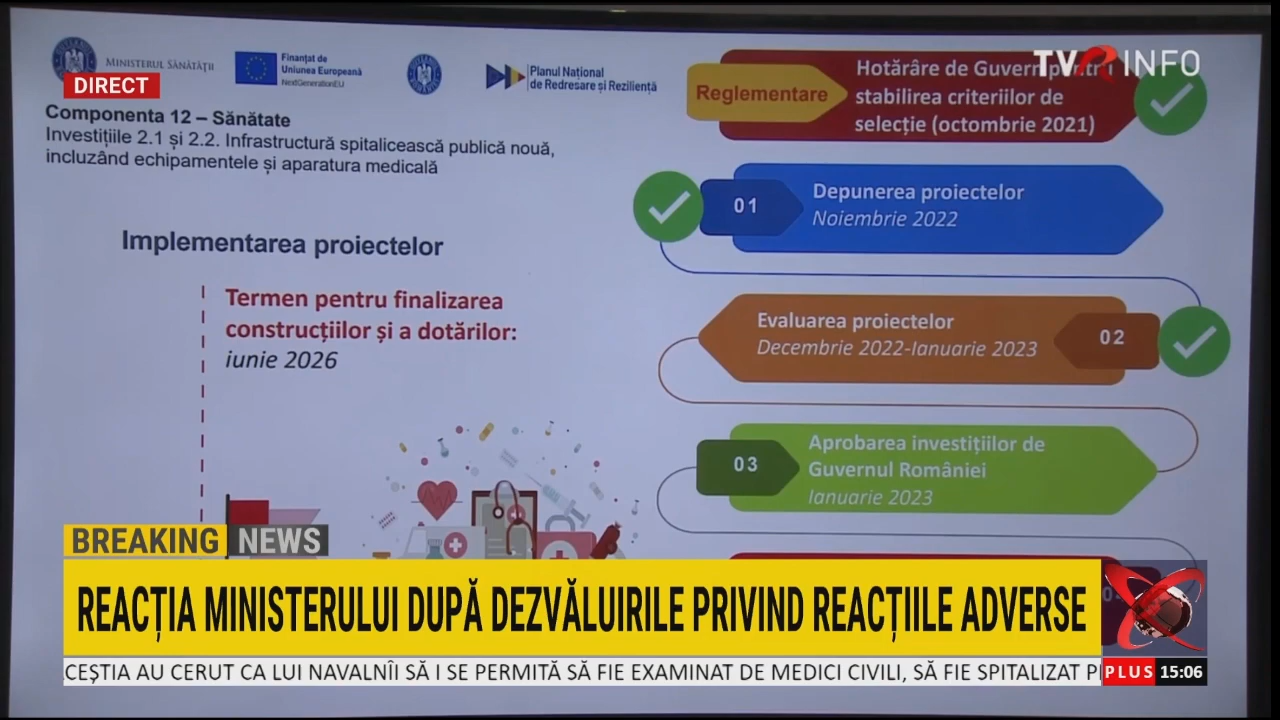 MINISTERUL SĂNĂTĂȚII
Finanțat de
Uniunea Europeană
NextGenerationEU
Planul Național
de Redresare și Reziliență
TVR INFO
DIRECT
Componenta 12 – Sănătate
Investițiile 2.1 și 2.2. Infrastructură spitalicească publică nouă,
incluzând echipamentele și aparatura medicală
Reglementare
Hotărâre de Guvern pentru
stabilirea criteriilor de
selecție (octombrie 2021)
01
Depunerea proiectelor
Noiembrie 2022
Implementarea proiectelor
Termen pentru finalizarea
construcțiilor și a dotărilor:
iunie 2026
Evaluarea proiectelor
Decembrie 2022-Ianuarie 2023
02
03
Aprobarea investițiilor de
Guvernul României
Ianuarie 2023
BREAKING NEWS
REACȚIA MINISTERULUI DUPĂ DEZVĂLUIRILE PRIVIND REACȚIILE ADVERSE
CEȘTIA AU CERUT CA LUI NAVALNÎI SĂ I SE PERMITĂ SĂ FIE EXAMINAT DE MEDICI CIVILI, SĂ FIE SPITALIZAT
PLUS 15:06